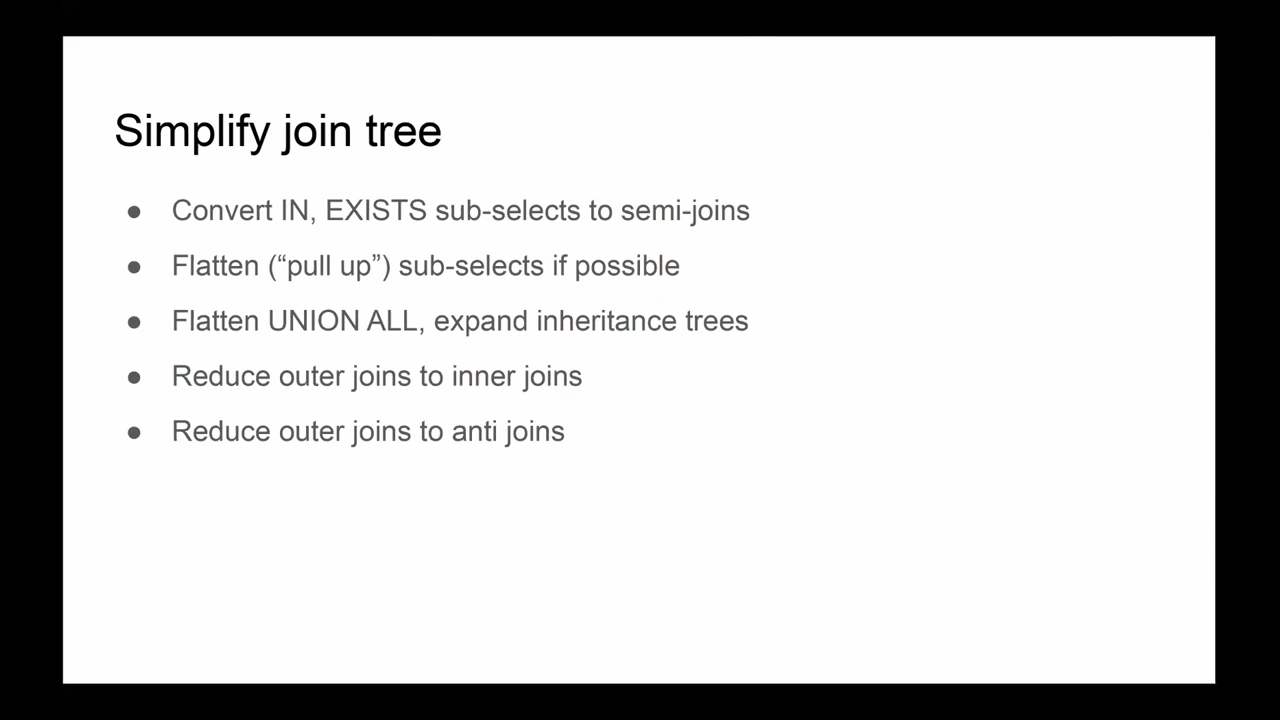 Simplify join tree
● Convert IN, EXISTS sub-selects to semi-joins
● Flatten (“pull up”) sub-selects if possible
● Flatten UNION ALL, expand inheritance trees
● Reduce outer joins to inner joins
● Reduce outer joins to anti joins